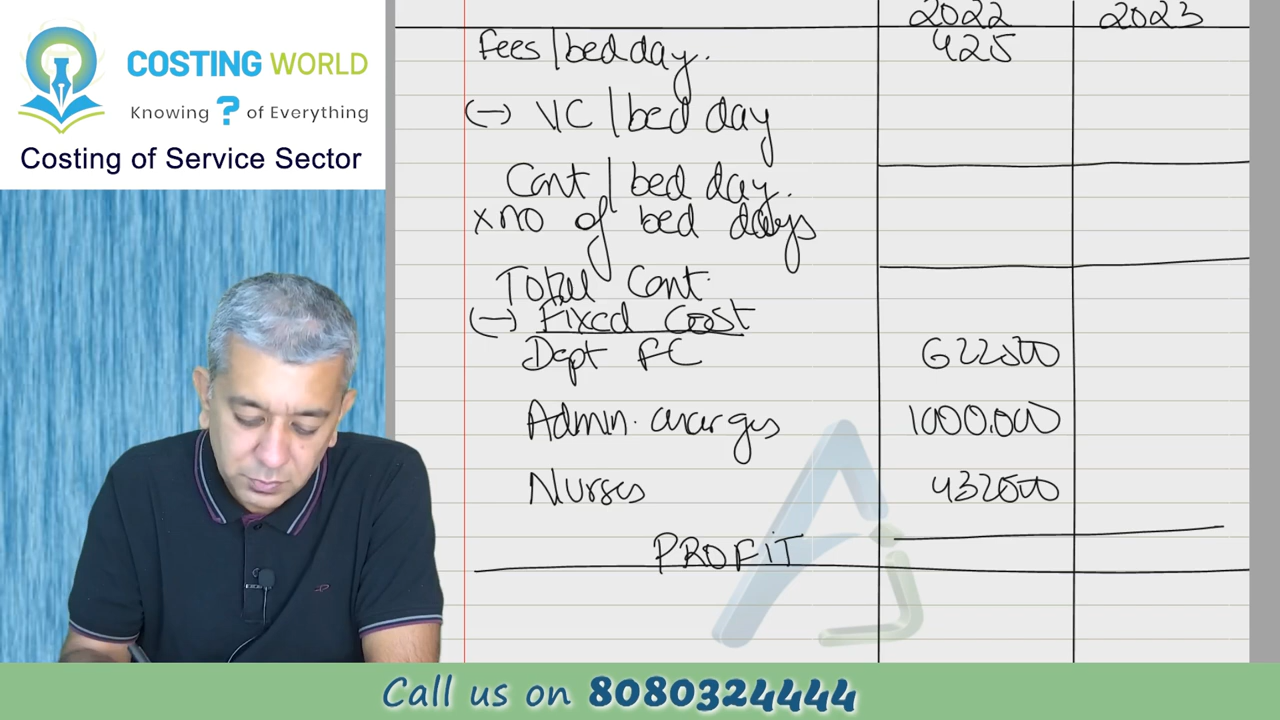 COSTING WORLD
Knowing ? of Everything
Costing of Service Sector
2022 2023
Fees/bed day. 425
(-) VC/bed day
Cont/bed day.
x no of bed days
Total Cont.
(-) Fixed Cost
Dept FC 622500
Admin. charges 1000,000
Nurses 432000
PROFIT
Call us on 8080324444